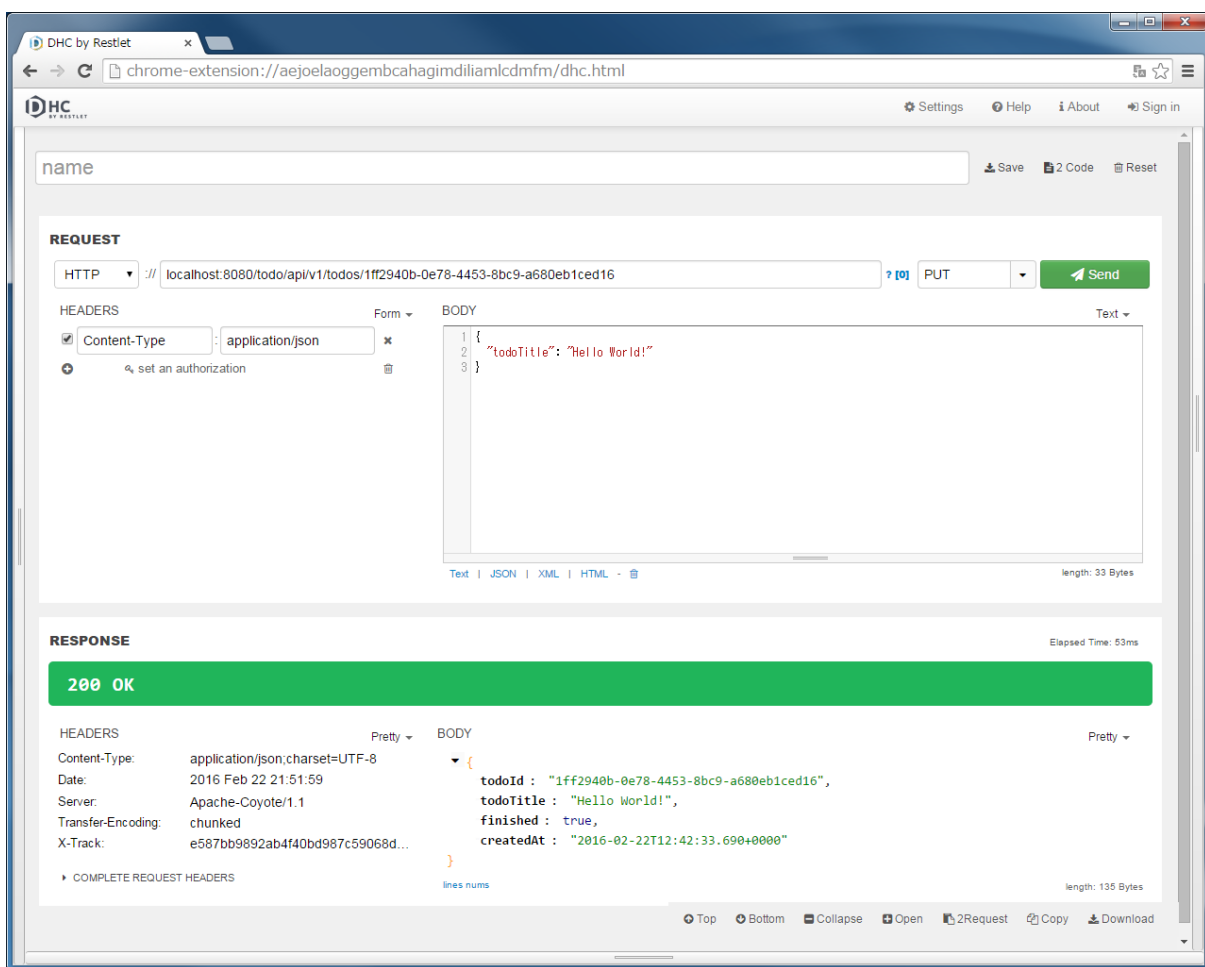 DHC by Restlet
chrome-extension://aejoelaoggembcahagimdiliamlcdmfm/dhc.html
DHC BY RESTLET
Settings Help About Sign in
name
Save 2 Code Reset
REQUEST
HTTP :// localhost:8080/todo/api/v1/todos/1ff2940b-0e78-4453-8bc9-a680eb1ced16 ? [0] PUT Send
HEADERS Form
Content-Type : application/json
set an authorization
BODY Text
1 {
2 "todoTitle": "Hello World!"
3 }
Text | JSON | XML | HTML - length: 33 Bytes
RESPONSE Elapsed Time: 53ms
200 OK
HEADERS Pretty
Content-Type: application/json;charset=UTF-8
Date: 2016 Feb 22 21:51:59
Server: Apache-Coyote/1.1
Transfer-Encoding: chunked
X-Track: e587bb9892ab4f40bd987c59068d...
COMPLETE REQUEST HEADERS
BODY Pretty
{
todoId : "1ff2940b-0e78-4453-8bc9-a680eb1ced16",
todoTitle : "Hello World!",
finished : true,
createdAt : "2016-02-22T12:42:33.690+0000"
}
lines nums length: 135 Bytes
Top Bottom Collapse Open 2Request Copy Download